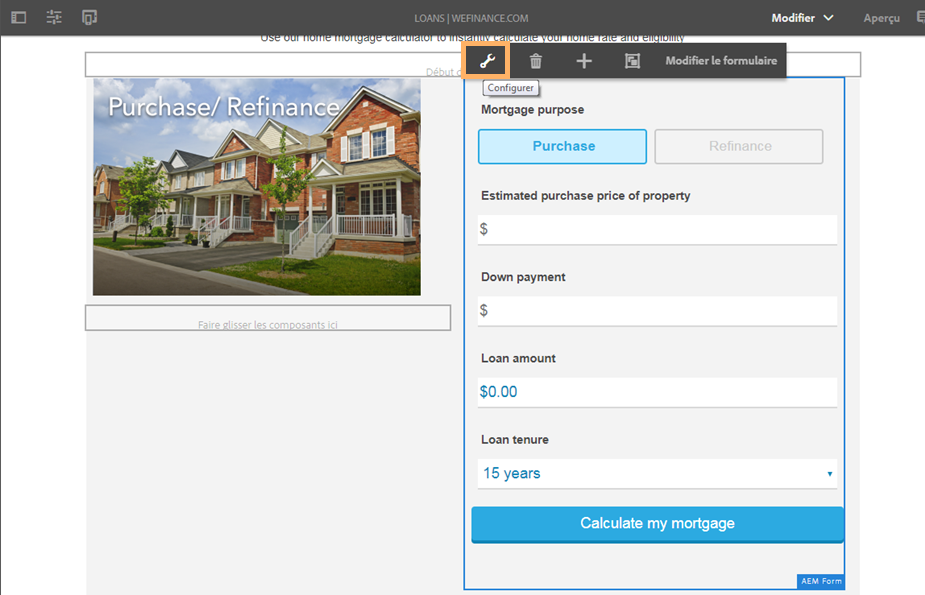 LOANS | WEFINANCE.COM
Modifier
Aperçu
Use our home mortgage calculator to instantly calculate your home rate and eligibility
Début
Modifier le formulaire
Configurer
Purchase/ Refinance
Faire glisser les composants ici
Mortgage purpose
Purchase
Refinance
Estimated purchase price of property
$
Down payment
$
Loan amount
$0.00
Loan tenure
15 years
Calculate my mortgage
AEM Form